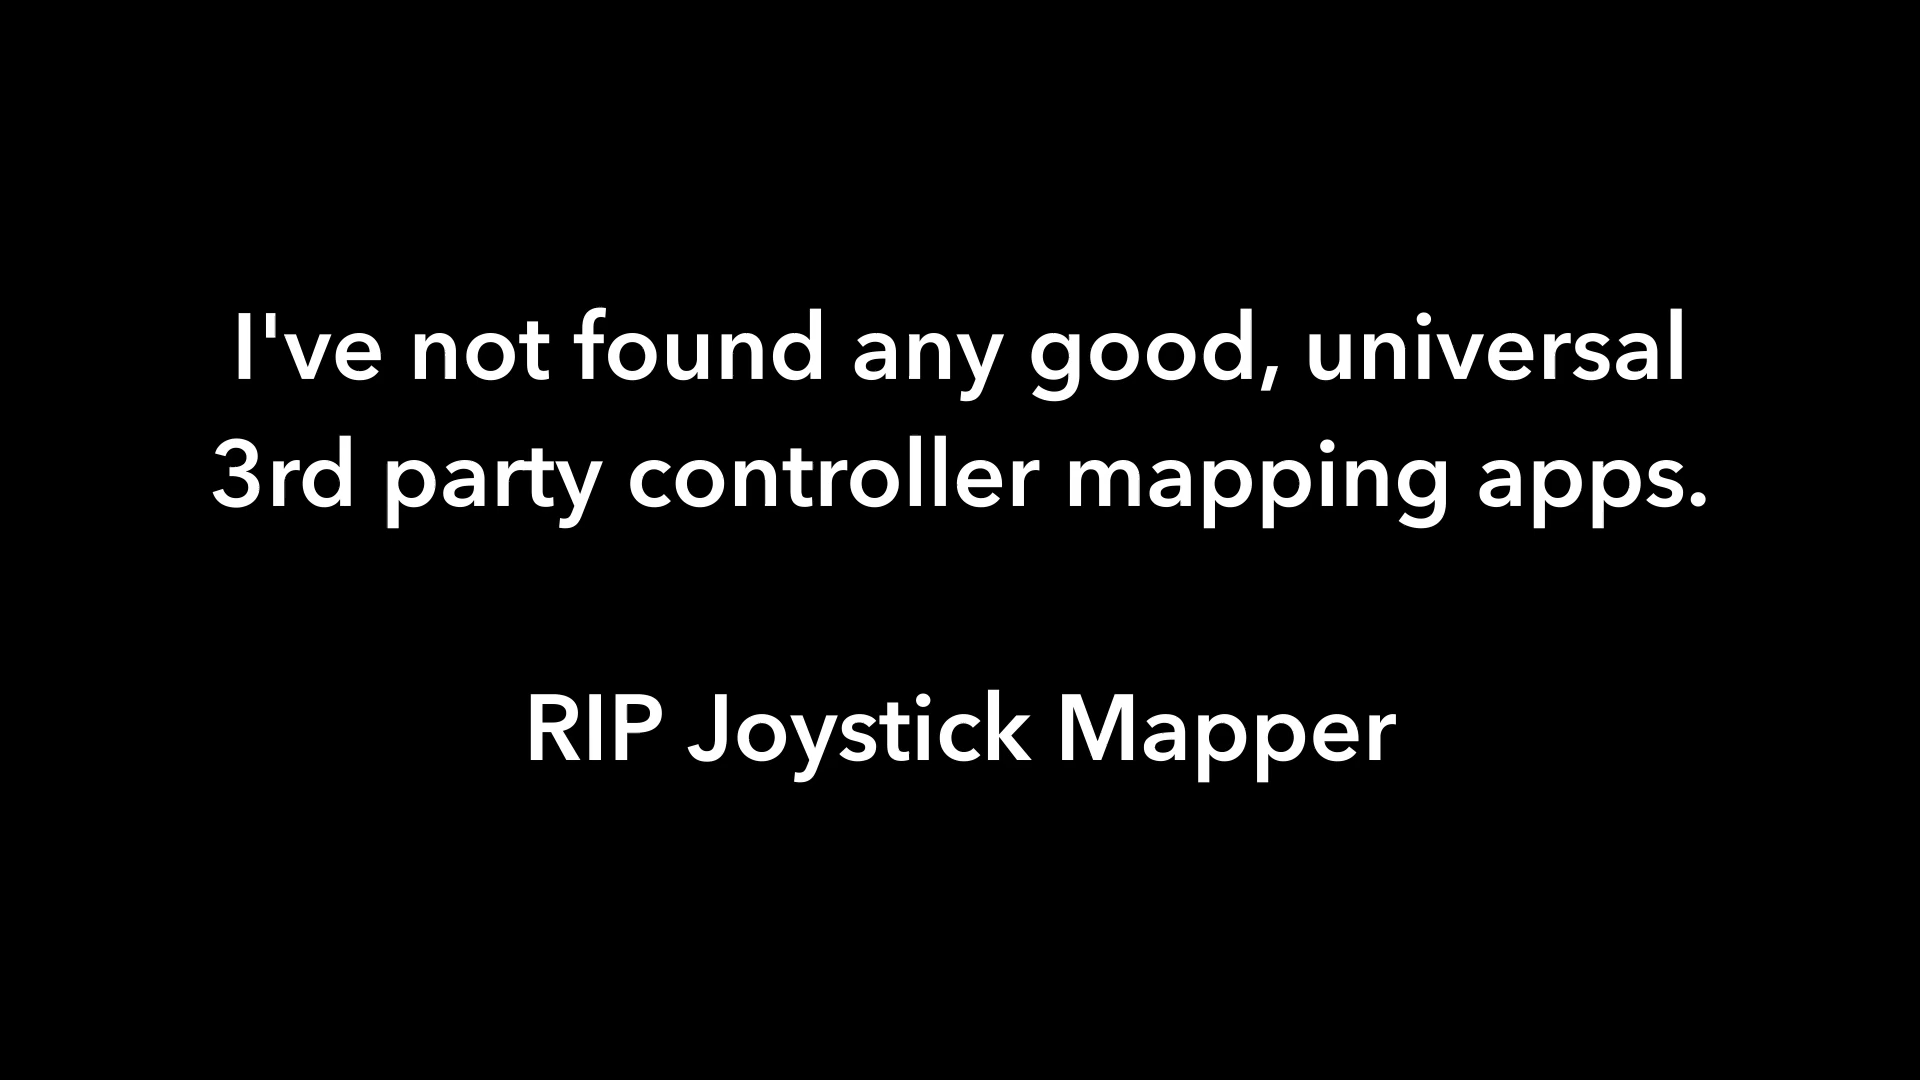 I've not found any good, universal
3rd party controller mapping apps.
RIP Joystick Mapper